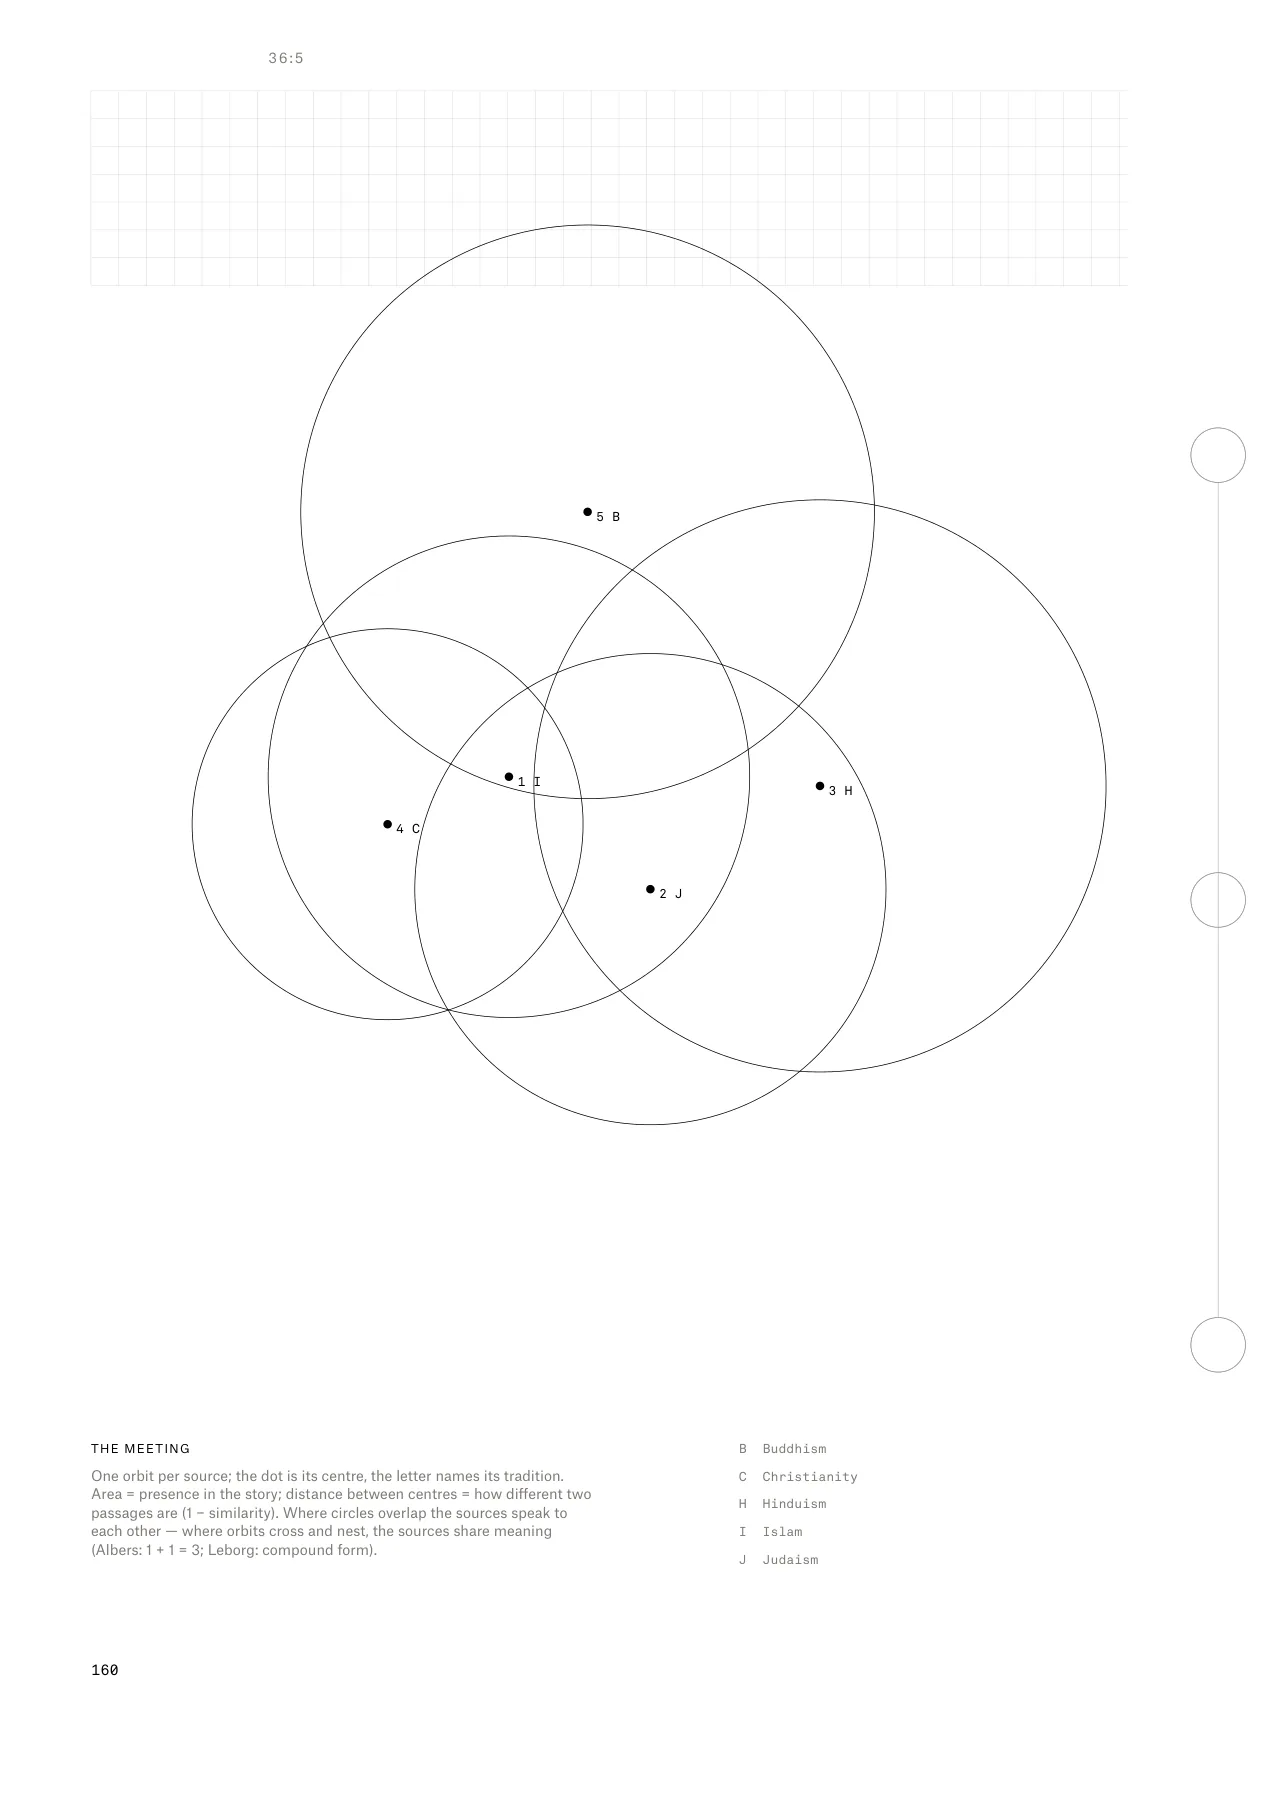 36:5
5 B
1 I
3 H
4 C
2 J
THE MEETING
One orbit per source; the dot is its centre, the letter names its tradition.
Area = presence in the story; distance between centres = how different two
passages are (1 − similarity). Where circles overlap the sources speak to
each other — where orbits cross and nest, the sources share meaning
(Albers: 1 + 1 = 3; Leborg: compound form).
B Buddhism
C Christianity
H Hinduism
I Islam
J Judaism
160